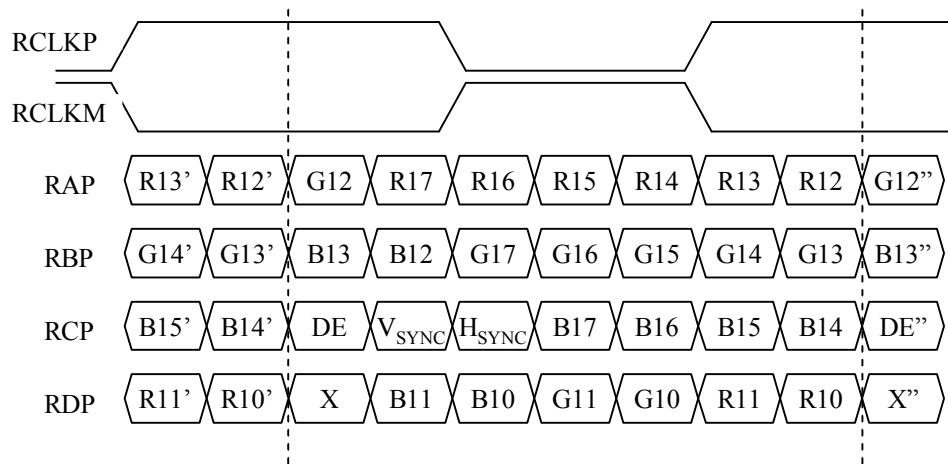 RCLKP
RCLKM
RAP R13’ R12’ G12 R17 R16 R15 R14 R13 R12 G12”
RBP G14’ G13’ B13 B12 G17 G16 G15 G14 G13 B13”
RCP B15’ B14’ DE VSYNC HSYNC B17 B16 B15 B14 DE”
RDP R11’ R10’ X B11 B10 G11 G10 R11 R10 X”